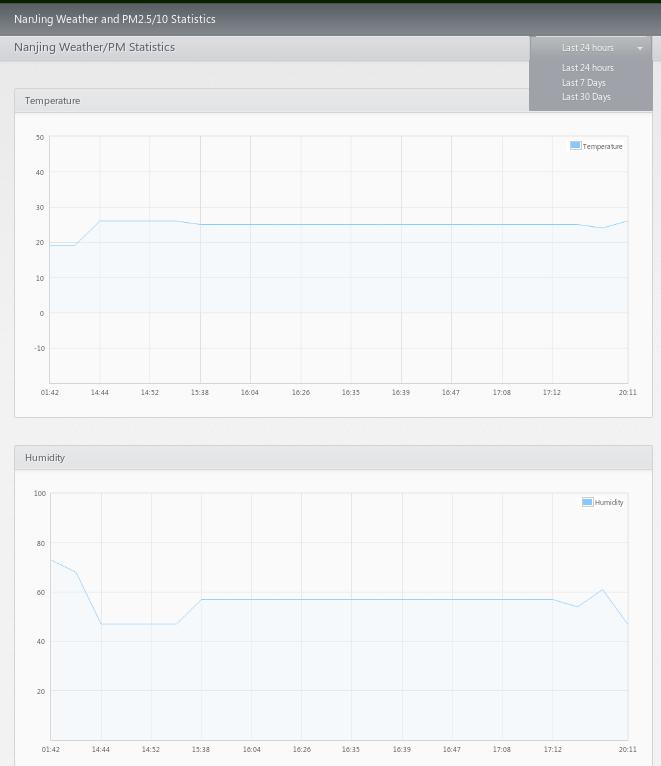 NanJing Weather and PM2.5/10 Statistics
Nanjing Weather/PM Statistics
Last 24 hours
Last 24 hours
Last 7 Days
Last 30 Days
Temperature
50
40
30
20
10
0
-10
Temperature
01:42 14:44 14:52 15:38 16:04 16:26 16:35 16:39 16:47 17:08 17:12 20:11
Humidity
100
80
60
40
20
Humidity
01:42 14:44 14:52 15:38 16:04 16:26 16:35 16:39 16:47 17:08 17:12 20:11